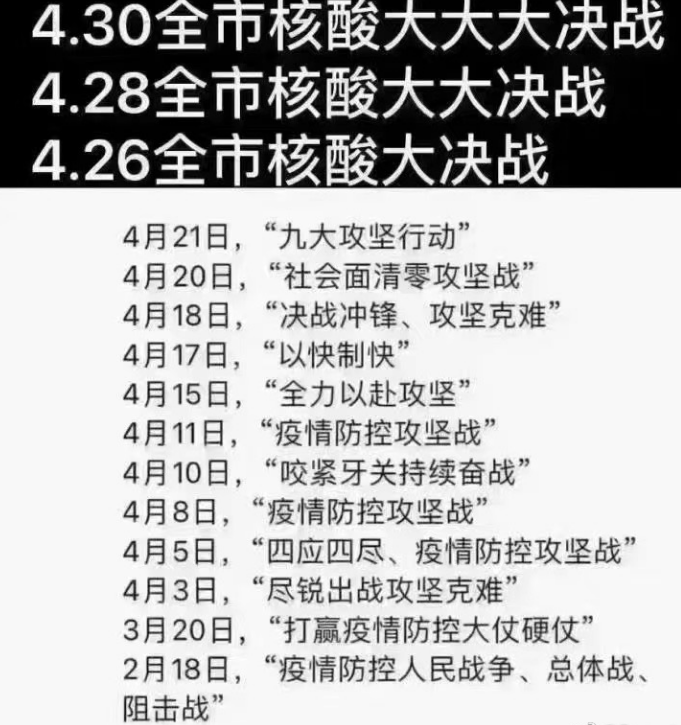 4.30全市核酸大大大决战
4.28全市核酸大大决战
4.26全市核酸大决战
4月21日，“九大攻坚行动”
4月20日，“社会面清零攻坚战”
4月18日，“决战冲锋、攻坚克难”
4月17日，“以快制快”
4月15日，“全力以赴攻坚”
4月11日，“疫情防控攻坚战”
4月10日，“咬紧牙关持续奋战”
4月8日，“疫情防控攻坚战”
4月5日，“四应四尽、疫情防控攻坚战”
4月3日，“尽锐出战攻坚克难”
3月20日，“打赢疫情防控大仗硬仗”
2月18日，“疫情防控人民战争、总体战、
阻击战”